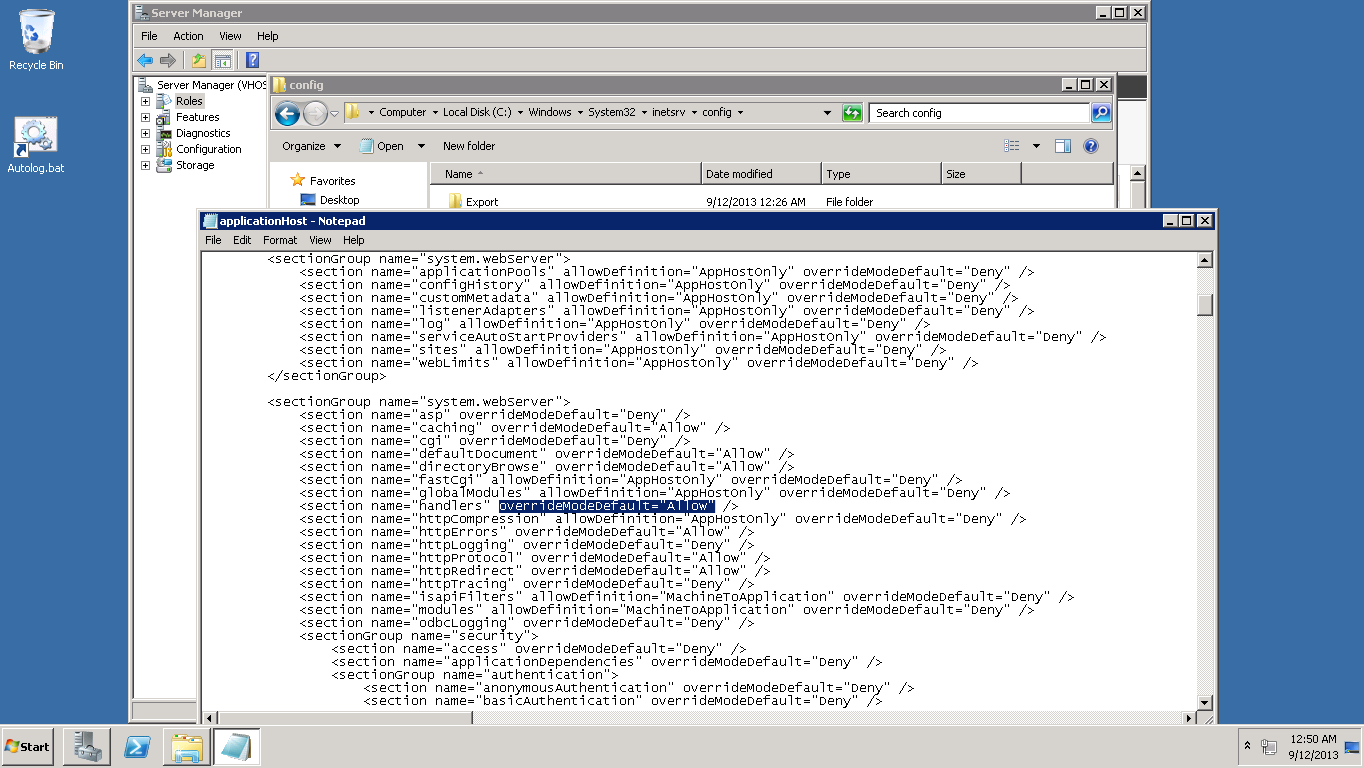 Recycle Bin
Autolog.bat
Server Manager
File Action View Help
Server Manager (VHOS
Roles
Features
Diagnostics
Configuration
Storage
config
Computer Local Disk (C:) Windows System32 inetsrv config
Search config
Organize Open New folder
Name Date modified Type Size
Favorites
Desktop
Export 9/12/2013 12:26 AM File folder
applicationHost - Notepad
File Edit Format View Help
<sectionGroup name="system.webServer">
<section name="applicationPools" allowDefinition="AppHostOnly" overrideModeDefault="Deny" />
<section name="configHistory" allowDefinition="AppHostOnly" overrideModeDefault="Deny" />
<section name="customMetadata" allowDefinition="AppHostOnly" overrideModeDefault="Deny" />
<section name="listenerAdapters" allowDefinition="AppHostOnly" overrideModeDefault="Deny" />
<section name="log" allowDefinition="AppHostOnly" overrideModeDefault="Deny" />
<section name="serviceAutoStartProviders" allowDefinition="AppHostOnly" overrideModeDefault="Deny" />
<section name="sites" allowDefinition="AppHostOnly" overrideModeDefault="Deny" />
<section name="webLimits" allowDefinition="AppHostOnly" overrideModeDefault="Deny" />
</sectionGroup>
<sectionGroup name="system.webServer">
<section name="asp" overrideModeDefault="Deny" />
<section name="caching" overrideModeDefault="Allow" />
<section name="cgi" overrideModeDefault="Deny" />
<section name="defaultDocument" overrideModeDefault="Allow" />
<section name="directoryBrowse" overrideModeDefault="Allow" />
<section name="fastCgi" allowDefinition="AppHostOnly" overrideModeDefault="Deny" />
<section name="globalModules" allowDefinition="AppHostOnly" overrideModeDefault="Deny" />
<section name="handlers" overrideModeDefault="Allow" />
<section name="httpCompression" allowDefinition="AppHostOnly" overrideModeDefault="Deny" />
<section name="httpErrors" overrideModeDefault="Allow" />
<section name="httpLogging" overrideModeDefault="Deny" />
<section name="httpProtocol" overrideModeDefault="Allow" />
<section name="httpRedirect" overrideModeDefault="Allow" />
<section name="httpTracing" overrideModeDefault="Deny" />
<section name="isapiFilters" allowDefinition="MachineToApplication" overrideModeDefault="Deny" />
<section name="modules" allowDefinition="MachineToApplication" overrideModeDefault="Deny" />
<section name="odbcLogging" overrideModeDefault="Deny" />
<sectionGroup name="security">
<section name="access" overrideModeDefault="Deny" />
<section name="applicationDependencies" overrideModeDefault="Deny" />
<sectionGroup name="authentication">
<section name="anonymousAuthentication" overrideModeDefault="Deny" />
<section name="basicAuthentication" overrideModeDefault="Deny" />
Start
12:50 AM
9/12/2013